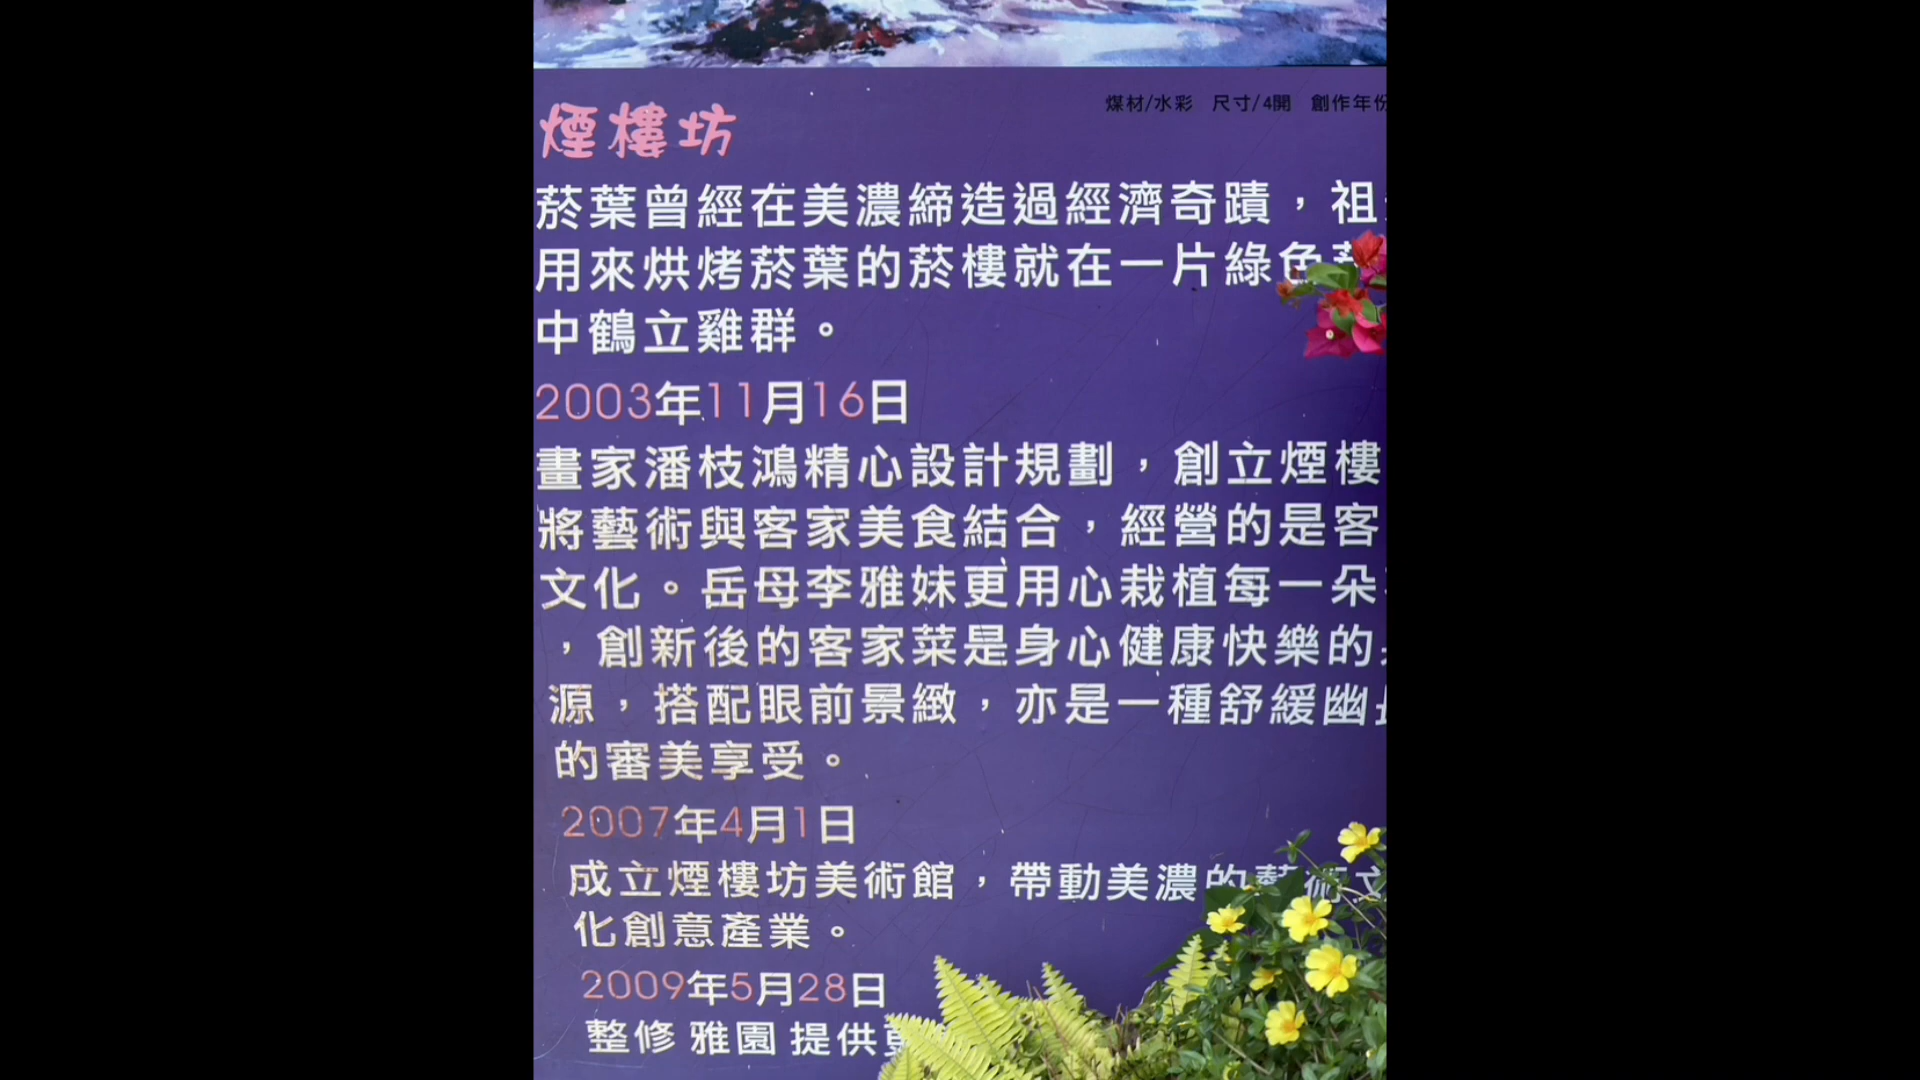 煤材/水彩 尺寸/4開 創作年份
煙樓坊
菸葉曾經在美濃締造過經濟奇蹟，祖
用來烘烤菸葉的菸樓就在一片綠色
中鶴立雞群。
2003年11月16日
畫家潘枝鴻精心設計規劃，創立煙樓
將藝術與客家美食結合，經營的是客
文化。岳母李雅妹更用心栽植每一朵
，創新後的客家菜是身心健康快樂的
源，搭配眼前景緻，亦是一種舒緩幽
的審美享受。
2007年4月1日
成立煙樓坊美術館，帶動美濃的藝術文
化創意產業。
2009年5月28日
整修 雅園 提供